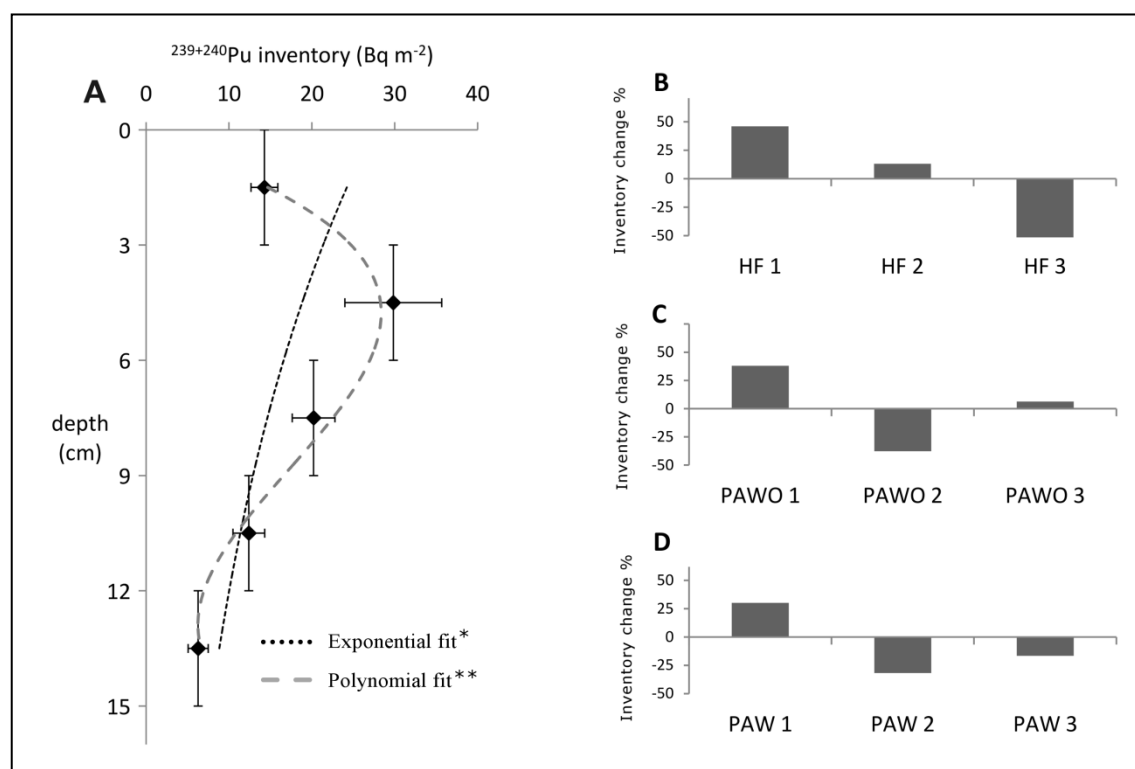 ²³⁹⁺²⁴⁰Pu inventory (Bq m⁻²)
A
0 10 20 30 40
0
3
6
9
12
15
depth
(cm)
Exponential fit*
Polynomial fit**
B
Inventory change %
50
25
0
-25
-50
HF 1 HF 2 HF 3
C
Inventory change %
50
25
0
-25
-50
PAWO 1 PAWO 2 PAWO 3
D
Inventory change %
50
25
0
-25
-50
PAW 1 PAW 2 PAW 3